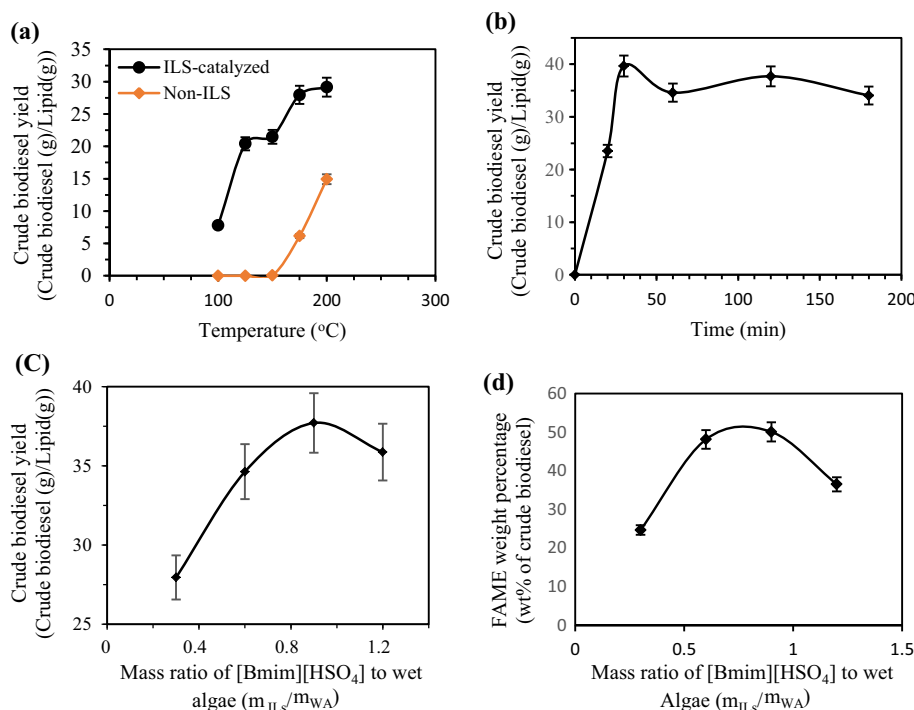 (a)
Crude biodiesel yield
(Crude biodiesel (g)/Lipid(g))
35
30
25
20
15
10
5
0
ILS-catalyzed
Non-ILS
0 100 200 300
Temperature (°C)
(b)
Crude biodiesel yield
((Crude biodiesel (g)/Lipid(g))
40
30
20
10
0
0 50 100 150 200
Time (min)
(C)
Crude biodiesel yield
((Crude biodiesel (g)/Lipid(g))
40
35
30
25
0 0.4 0.8 1.2
Mass ratio of [Bmim][HSO₄] to wet
algae (m ILs/mWA)
(d)
FAME weight percentage
(wt% of crude biodiesel)
60
50
40
30
20
10
0
0 0.5 1 1.5
Mass ratio of [Bmim][HSO₄] to wet
Algae (m ILs/mWA)